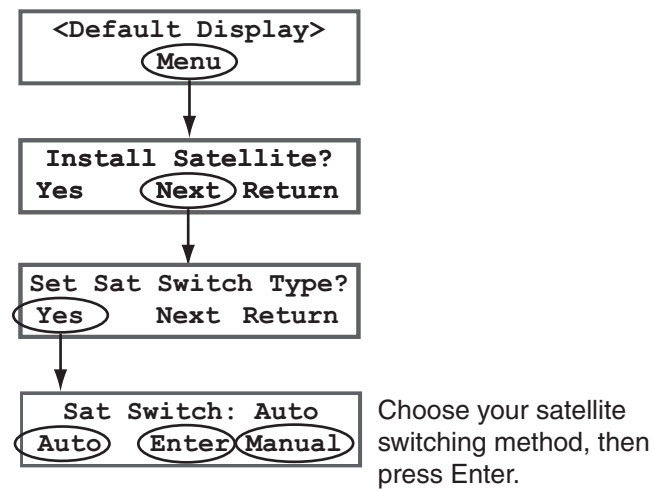 <Default Display>
Menu
Install Satellite?
Yes Next Return
Set Sat Switch Type?
Yes Next Return
Sat Switch: Auto
Auto Enter Manual
Choose your satellite
switching method, then
press Enter.